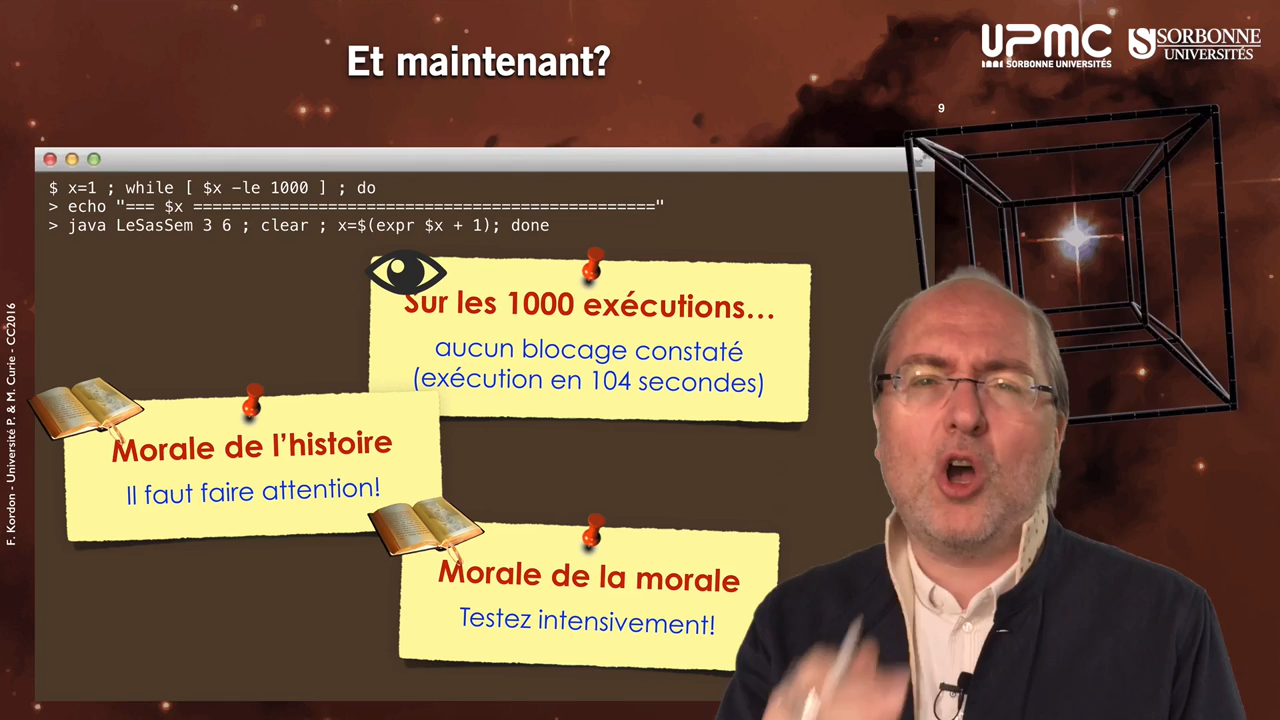 Et maintenant?
UPMC
SORBONNE UNIVERSITÉS
SORBONNE
UNIVERSITÉS
9
$ x=1 ; while [ $x -le 1000 ] ; do
> echo "=== $x ================================================"
> java LeSasSem 3 6 ; clear ; x=$(expr $x + 1); done
Sur les 1000 exécutions...
aucun blocage constaté
(exécution en 104 secondes)
Morale de l'histoire
Il faut faire attention!
Morale de la morale
Testez intensivement!
F. Kordon - Université P. & M. Curie - CC2016